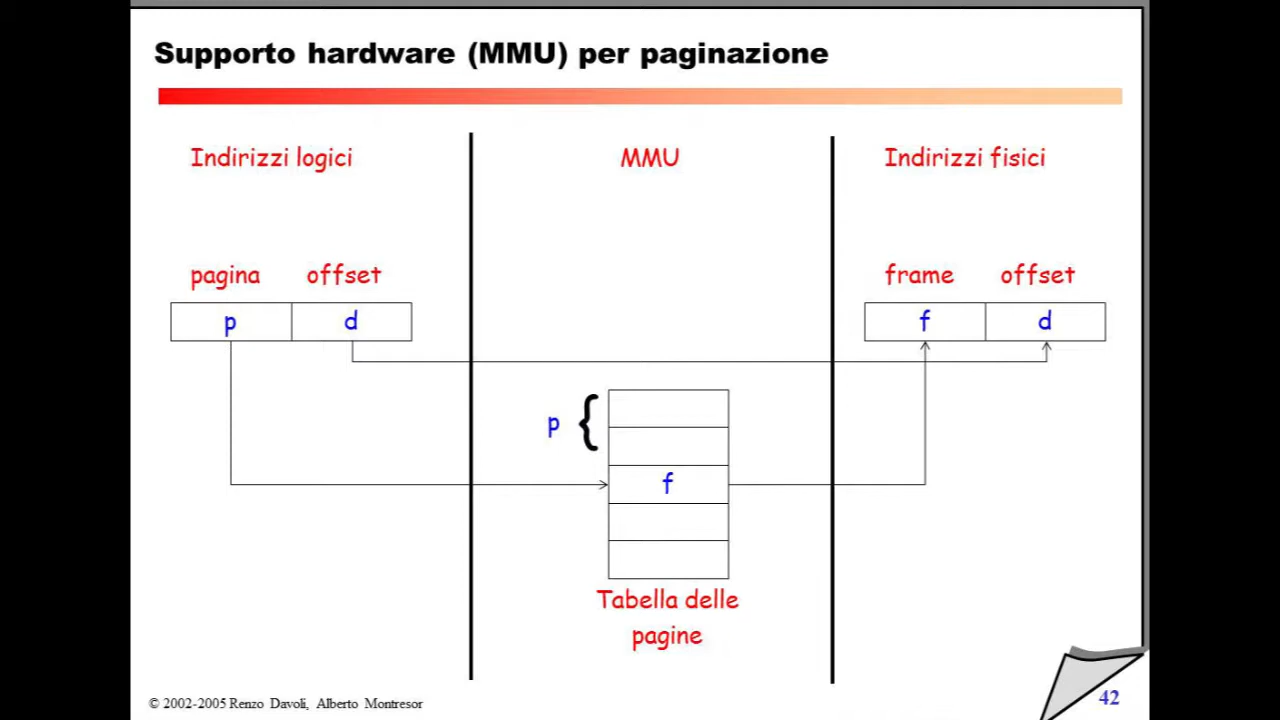 Supporto hardware (MMU) per paginazione
Indirizzi logici
MMU
Indirizzi fisici
pagina offset
frame offset
p d
f d
p {
f
Tabella delle
pagine
© 2002-2005 Renzo Davoli, Alberto Montresor
42